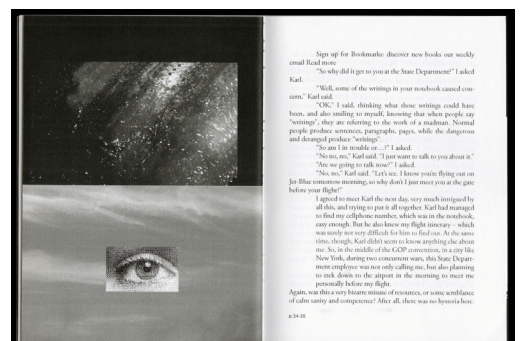 Sign up for Bookmarks: discover new books our weekly
email Read more
"So why did it get to you at the State Department?" I asked
Karl.
"Well, some of the writings in your notebook caused con-
cern," Karl said.
"OK," I said, thinking what those writings could have
been, and also smiling to myself, knowing that when people say
"writings", they are referring to the work of a madman. Normal
people produce sentences, paragraphs, pages, while the dangerous
and deranged produce "writings".
"So am I in trouble or…?" I asked.
"No no, no," Karl said. "I just want to talk to you about it."
"Are we going to talk now?" I asked.
"No, no," Karl said. "Let's see. I know you're flying out on
Jet-Blue tomorrow morning, so why don't I just meet you at the gate
before your flight?"
I agreed to meet Karl the next day, very much intrigued by
all this, and trying to put it all together. Karl had managed
to find my cellphone number, which was in the notebook,
easy enough. But he also knew my flight itinerary – which
was surely not very difficult for him to find out. At the same
time, though, Karl didn't seem to know anything else about
me. So, in the middle of the GOP convention, in a city like
New York, during two concurrent wars, this State Depart-
ment employee was not only calling me, but also planning
to trek down to the airport in the morning to meet me
personally before my flight.
Again, was this a very bizarre misuse of resources, or some semblance
of calm sanity and competence? After all, there was no hysteria here.
p 34-35